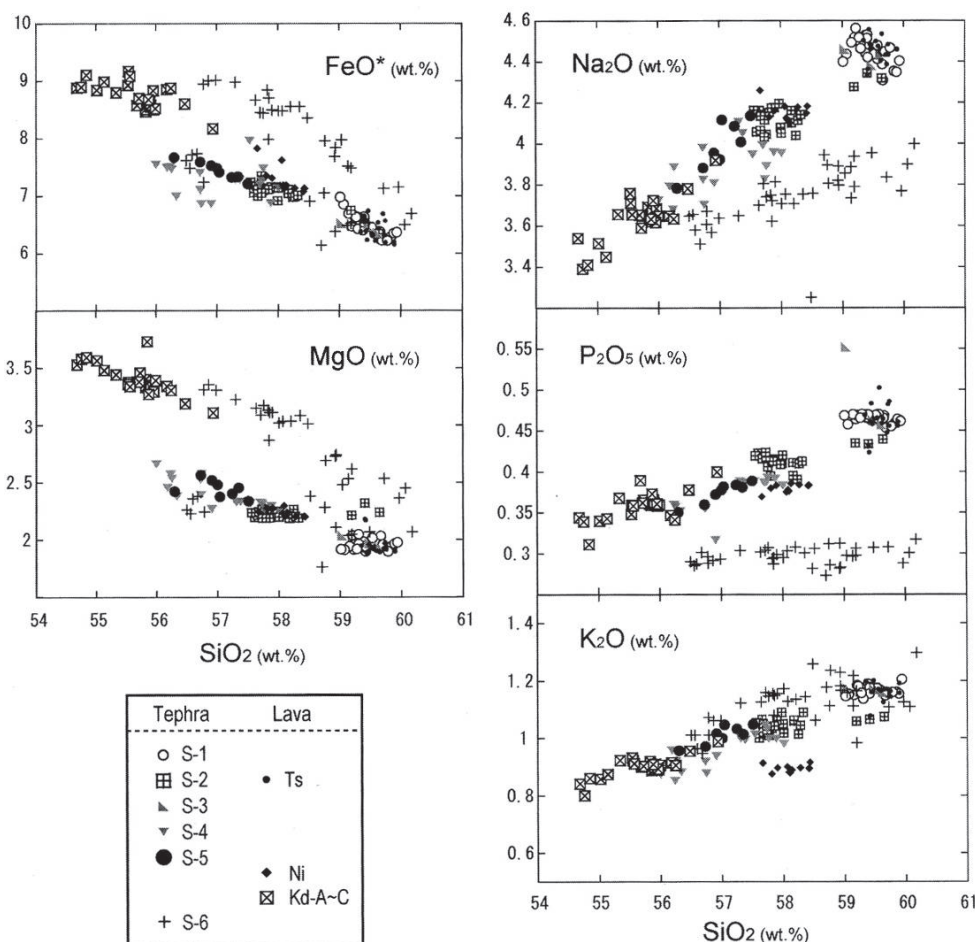 10
9
8
7
6
FeO* (wt.%)
3.5
3
2.5
2
MgO (wt.%)
54 55 56 57 58 59 60 61
SiO2 (wt.%)
Tephra Lava
S-1
S-2 Ts
S-3
S-4
S-5
Ni
Kd-A~C
S-6
4.6
4.4
4.2
4
3.8
3.6
3.4
Na2O (wt.%)
0.55
0.5
0.45
0.4
0.35
0.3
P2O5 (wt.%)
1.4
1.2
1
0.8
0.6
K2O (wt.%)
54 55 56 57 58 59 60 61
SiO2 (wt.%)